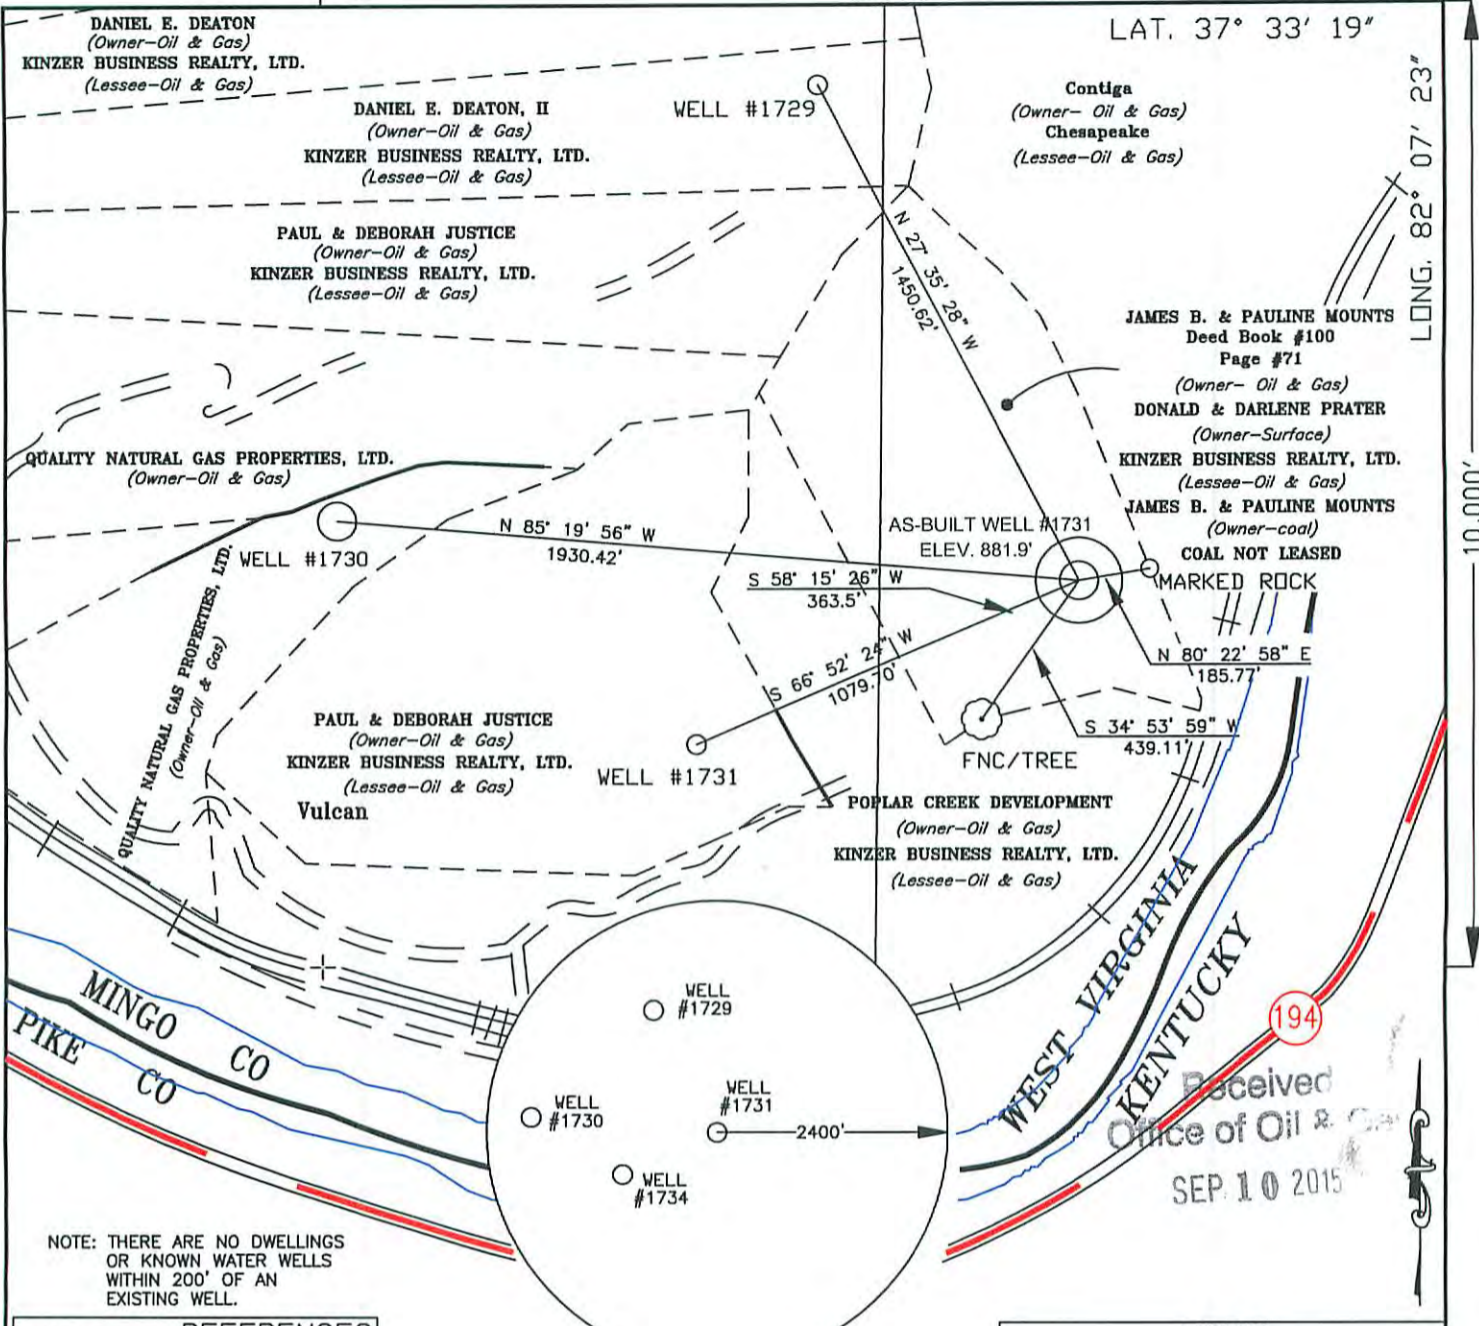 DANIEL E. DEATON
(Owner-Oil & Gas)
KINZER BUSINESS REALTY, LTD.
(Lessee-Oil & Gas)
LAT. 37° 33' 19"
LONG. 82° 07' 23"
10,000'
DANIEL E. DEATON, II
(Owner-Oil & Gas)
KINZER BUSINESS REALTY, LTD.
(Lessee-Oil & Gas)
WELL #1729
Contiga
(Owner- Oil & Gas)
Chesapeake
(Lessee-Oil & Gas)
PAUL & DEBORAH JUSTICE
(Owner-Oil & Gas)
KINZER BUSINESS REALTY, LTD.
(Lessee-Oil & Gas)
N 27° 35' 28" W
1450.62'
JAMES B. & PAULINE MOUNTS
Deed Book #100
Page #71
(Owner- Oil & Gas)
DONALD & DARLENE PRATER
(Owner-Surface)
KINZER BUSINESS REALTY, LTD.
(Lessee-Oil & Gas)
JAMES B. & PAULINE MOUNTS
(Owner-coal)
COAL NOT LEASED
QUALITY NATURAL GAS PROPERTIES, LTD.
(Owner-Oil & Gas)
WELL #1730
N 85° 19' 56" W
1930.42'
AS-BUILT WELL #1731
ELEV. 881.9'
S 58° 15' 26" W
363.5'
MARKED ROCK
N 80° 22' 58" E
185.77'
S 66° 52' 24" W
1079.70'
S 34° 53' 59" W
439.11'
FNC/TREE
WELL #1731
QUALITY NATURAL GAS PROPERTIES, LTD.
(Owner-Oil & Gas)
PAUL & DEBORAH JUSTICE
(Owner-Oil & Gas)
KINZER BUSINESS REALTY, LTD.
(Lessee-Oil & Gas)
Vulcan
POPLAR CREEK DEVELOPMENT
(Owner-Oil & Gas)
KINZER BUSINESS REALTY, LTD.
(Lessee-Oil & Gas)
MINGO CO
PIKE CO
WEST VIRGINIA
KENTUCKY
194
WELL
#1729
WELL
#1730
WELL
#1731
2400'
WELL
#1734
Received
Office of Oil & Gas
SEP 10 2015
NOTE: THERE ARE NO DWELLINGS
OR KNOWN WATER WELLS
WITHIN 200' OF AN
EXISTING WELL.
REFERENCES